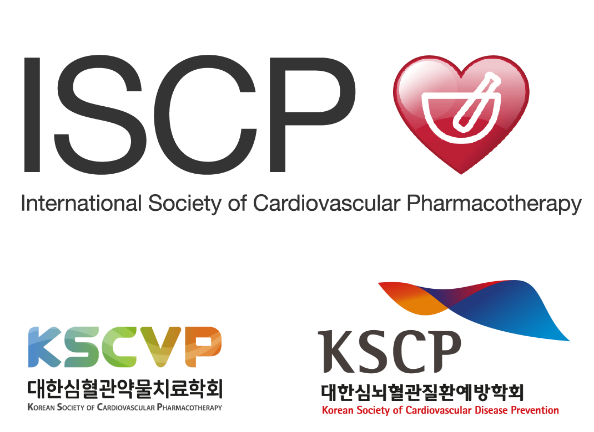 ISCP
International Society of Cardiovascular Pharmacotherapy
KSCVP
대한심혈관약물치료학회
KOREAN SOCIETY OF CARDIOVASCULAR PHARMACOTHERAPY
KSCP
대한심뇌혈관질환예방학회
Korean Society of Cardiovascular Disease Prevention